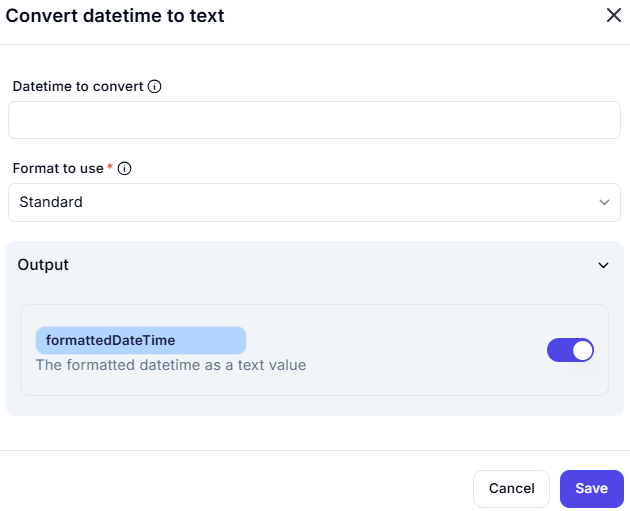 Convert datetime to text
Datetime to convert
Format to use *
Standard
Output
formattedDateTime
The formatted datetime as a text value
Cancel
Save